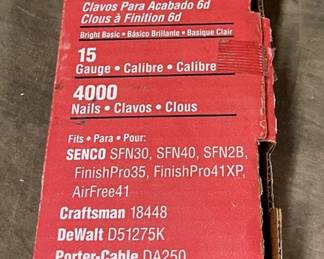 Clavos Para Acabado 6d
Clous à Finition 6d
Bright Basic • Básico Brillante • Basique Clair
15
Gauge • Calibre • Calibre
4000
Nails • Clavos • Clous
Fits • Para • Pour:
SENCO SFN30, SFN40, SFN2B,
FinishPro35, FinishPro41XP,
AirFree41
Craftsman 18448
DeWalt D51275K
Porter-Cable DA250